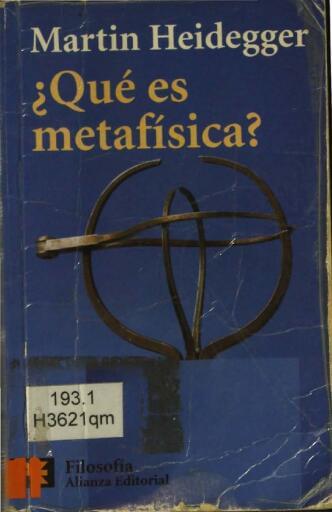 Martin Heidegger
¿Qué es
metafísica?
193.1
H3621qm
Filosofía
Alianza Editorial